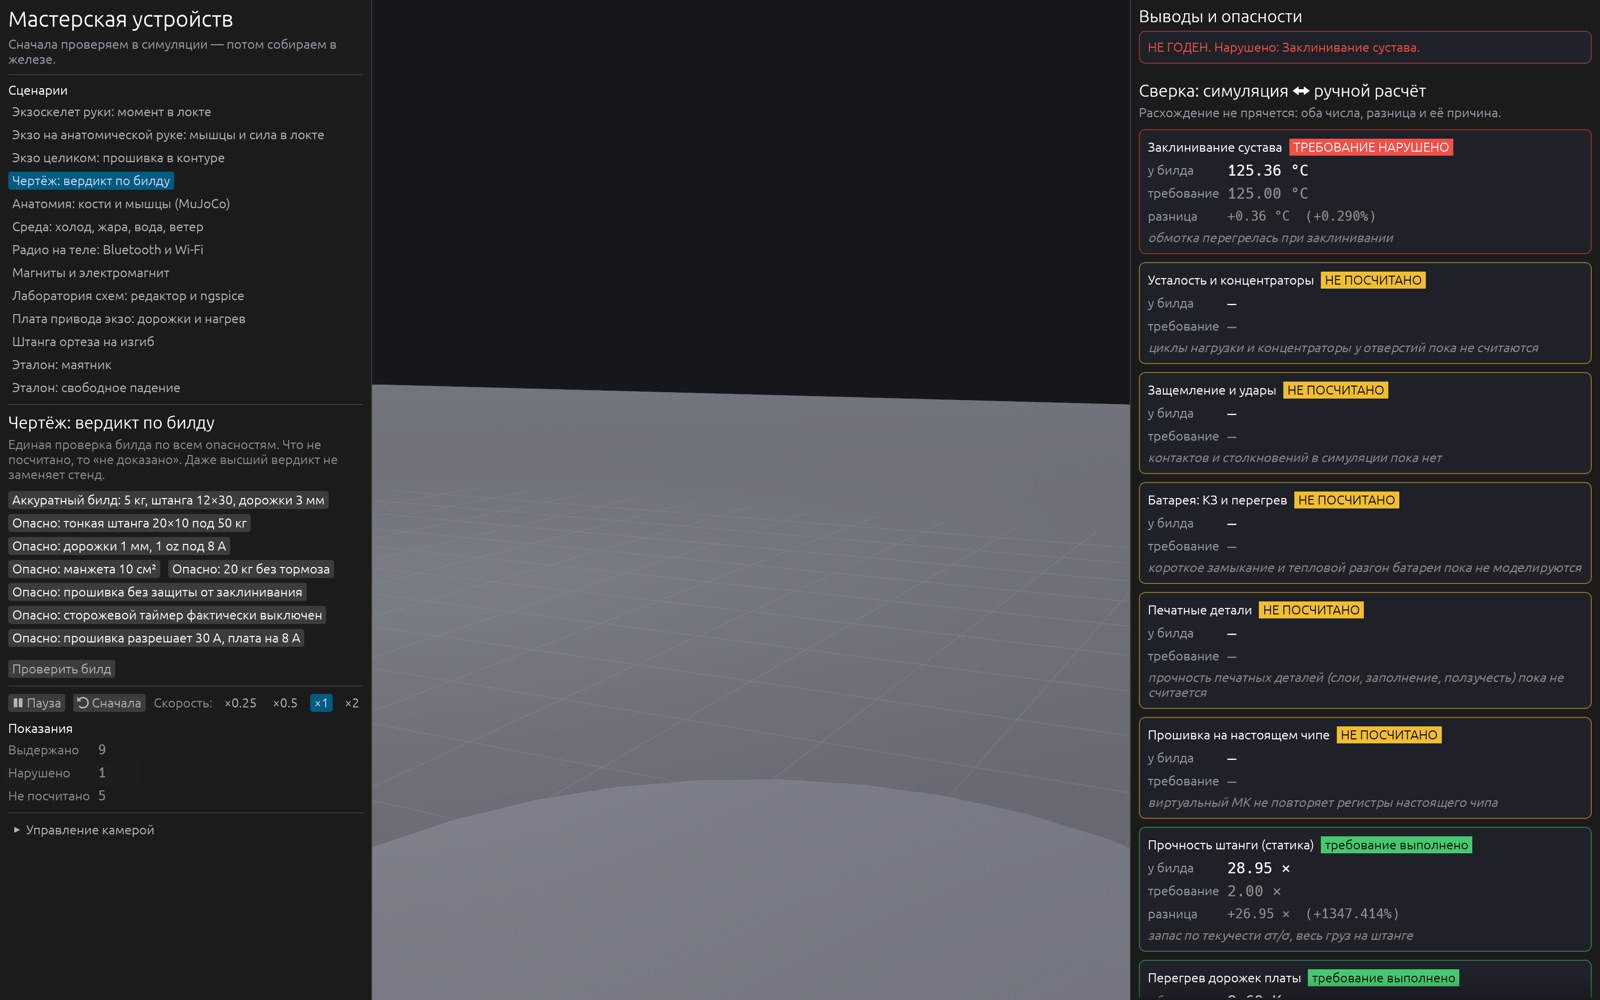 Мастерская устройств
Сначала проверяем в симуляции — потом собираем в
железе.
Сценарии
Экзоскелет руки: момент в локте
Экзо на анатомической руке: мышцы и сила в локте
Экзо целиком: прошивка в контуре
Чертёж: вердикт по билду
Анатомия: кости и мышцы (MuJoCo)
Среда: холод, жара, вода, ветер
Радио на теле: Bluetooth и Wi-Fi
Магниты и электромагнит
Лаборатория схем: редактор и ngspice
Плата привода экзо: дорожки и нагрев
Штанга ортеза на изгиб
Эталон: маятник
Эталон: свободное падение
Чертёж: вердикт по билду
Единая проверка билда по всем опасностям. Что не
посчитано, то «не доказано». Даже высший вердикт не
заменяет стенд.
Аккуратный билд: 5 кг, штанга 12×30, дорожки 3 мм
Опасно: тонкая штанга 20×10 под 50 кг
Опасно: дорожки 1 мм, 1 oz под 8 А
Опасно: манжета 10 см² Опасно: 20 кг без тормоза
Опасно: прошивка без защиты от заклинивания
Опасно: сторожевой таймер фактически выключен
Опасно: прошивка разрешает 30 А, плата на 8 А
Проверить билд
Пауза Сначала Скорость: ×0.25 ×0.5 ×1 ×2
Показания
Выдержано 9
Нарушено 1
Не посчитано 5
Управление камерой
Выводы и опасности
НЕ ГОДЕН. Нарушено: Заклинивание сустава.
Сверка: симуляция ↔ ручной расчёт
Расхождение не прячется: оба числа, разница и её причина.
Заклинивание сустава ТРЕБОВАНИЕ НАРУШЕНО
у билда 125.36 °C
требование 125.00 °C
разница +0.36 °C (+0.290%)
обмотка перегрелась при заклинивании
Усталость и концентраторы НЕ ПОСЧИТАНО
у билда —
требование —
циклы нагрузки и концентраторы у отверстий пока не считаются
Защемление и удары НЕ ПОСЧИТАНО
у билда —
требование —
контактов и столкновений в симуляции пока нет
Батарея: КЗ и перегрев НЕ ПОСЧИТАНО
у билда —
требование —
короткое замыкание и тепловой разгон батареи пока не моделируются
Печатные детали НЕ ПОСЧИТАНО
у билда —
требование —
прочность печатных деталей (слои, заполнение, ползучесть) пока не
считается
Прошивка на настоящем чипе НЕ ПОСЧИТАНО
у билда —
требование —
виртуальный МК не повторяет регистры настоящего чипа
Прочность штанги (статика) требование выполнено
у билда 28.95 ×
требование 2.00 ×
разница +26.95 × (+1347.414%)
запас по текучести σт/σ, весь груз на штанге
Перегрев дорожек платы требование выполнено